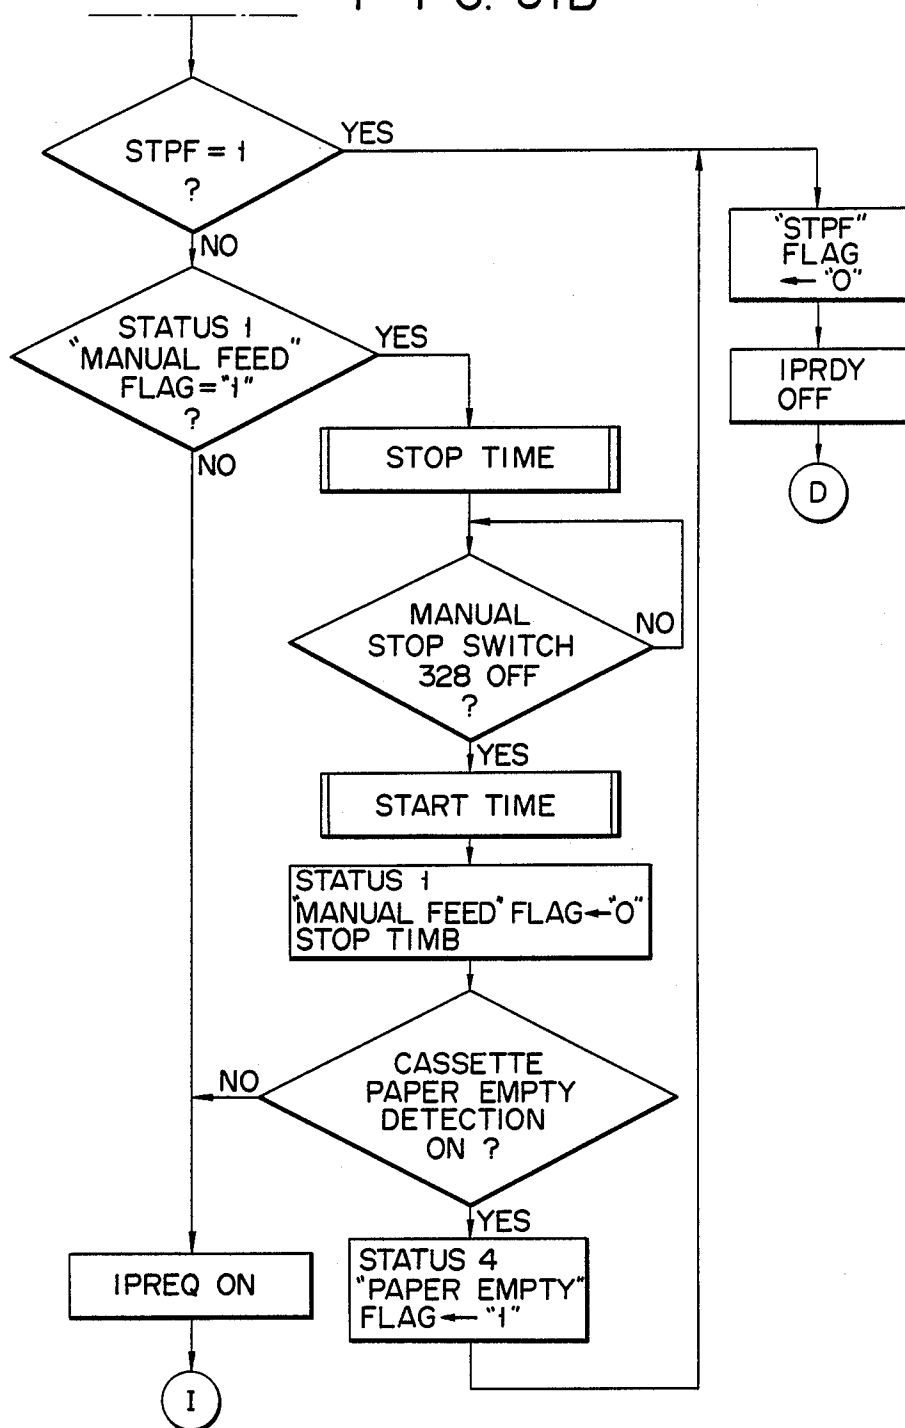 YES
STPF = 1
?
NO
"STPF"
FLAG
← "0"
STATUS 1
"MANUAL FEED"
FLAG="1"
?
YES
NO
IPRDY
OFF
D
STOP TIME
MANUAL
STOP SWITCH
328 OFF
?
NO
YES
START TIME
STATUS 1
"MANUAL FEED" FLAG←"0"
STOP TIMB
CASSETTE
PAPER EMPTY
DETECTION
ON ?
NO
YES
STATUS 4
"PAPER EMPTY"
FLAG ← "1"
IPREQ ON
I